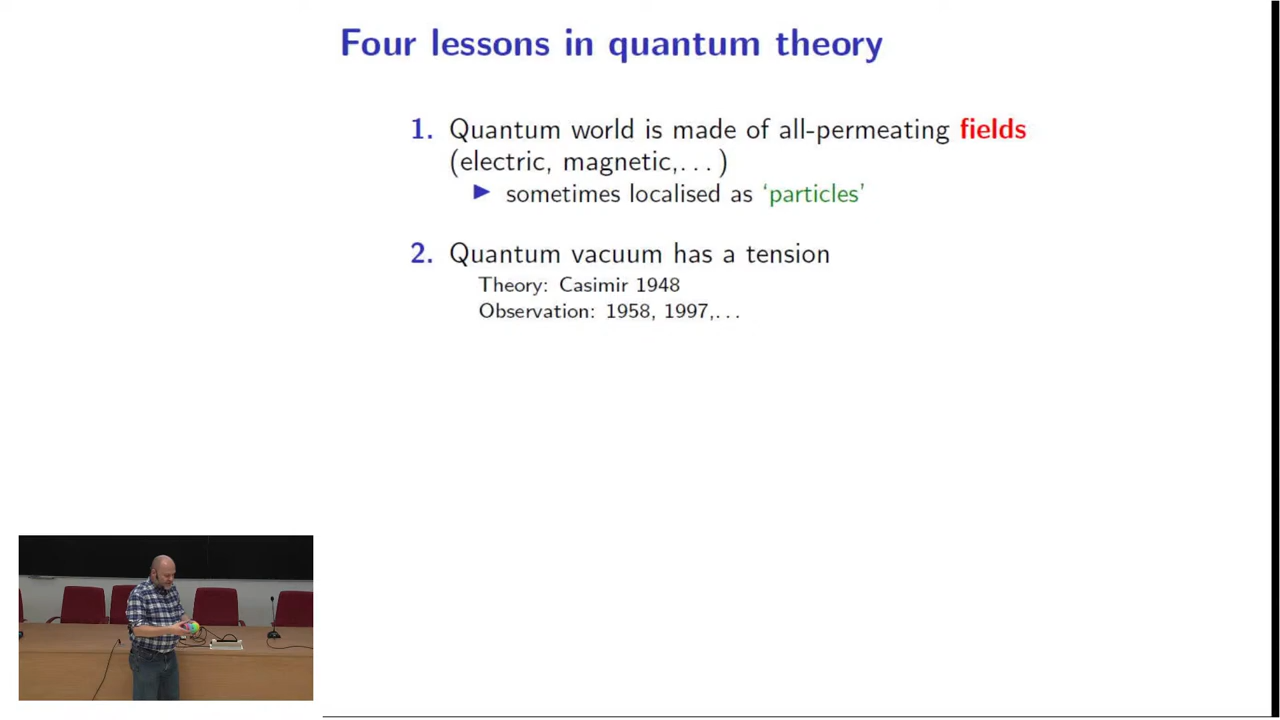 Four lessons in quantum theory
1. Quantum world is made of all-permeating fields
(electric, magnetic,...)
▶ sometimes localised as ‘particles’
2. Quantum vacuum has a tension
Theory: Casimir 1948
Observation: 1958, 1997,...